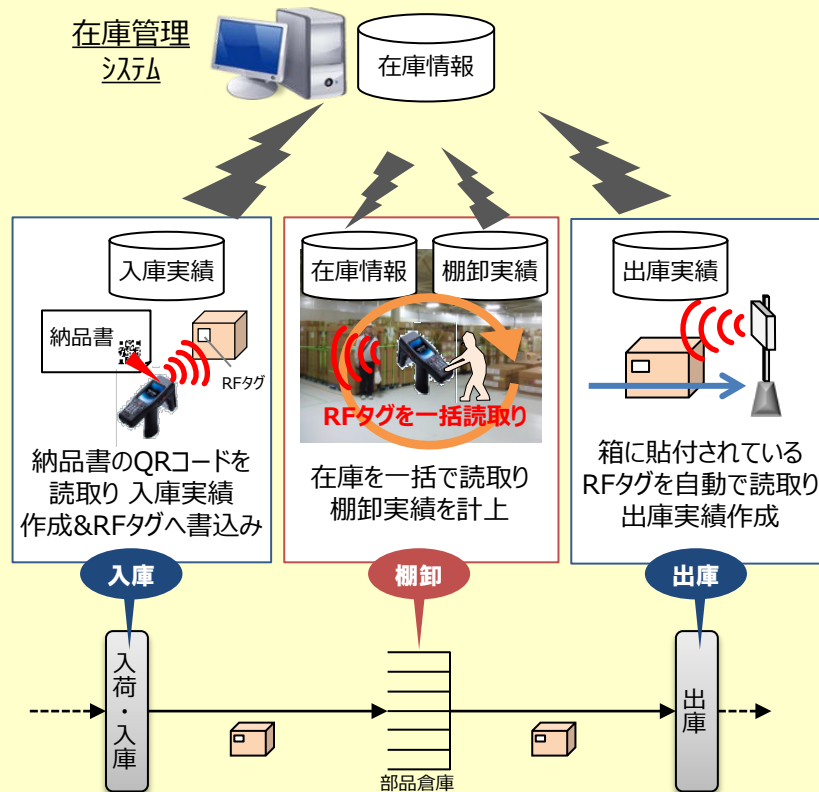 在庫管理
システム
在庫情報
入庫実績
納品書
RFタグ
納品書のQRコードを
読取り 入庫実績
作成&RFタグへ書込み
在庫情報
棚卸実績
RFタグを一括読取り
在庫を一括で読取り
棚卸実績を計上
出庫実績
箱に貼付されている
RFタグを自動で読取り
出庫実績作成
入庫
棚卸
出庫
入荷・入庫
部品倉庫
出庫